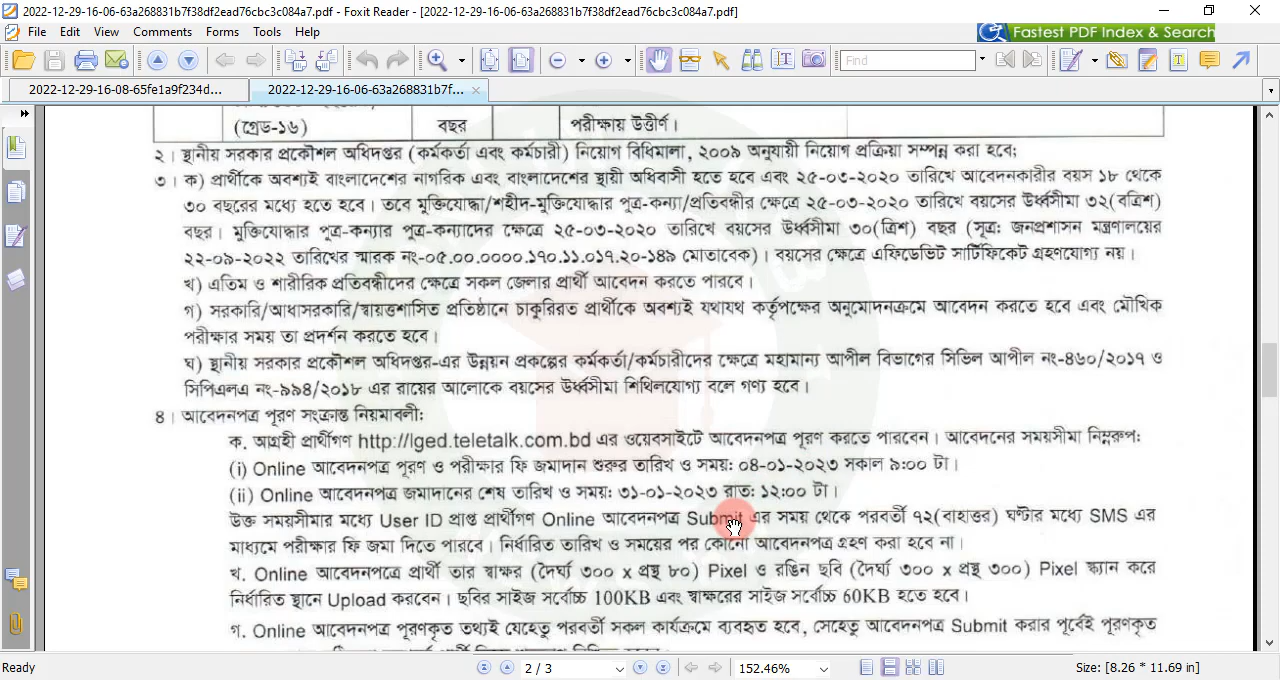 2022-12-29-16-06-63a268831b7f38df2ead76cbc3c084a7.pdf - Foxit Reader - [2022-12-29-16-06-63a268831b7f38df2ead76cbc3c084a7.pdf]
File Edit View Comments Forms Tools Help
Fastest PDF Index & Search
Find
2022-12-29-16-08-65fe1a9f234d... 2022-12-29-16-06-63a268831b7f...
(গ্রেড-১৬) বছর পরীক্ষায় উত্তীর্ণ।
২। স্থানীয় সরকার প্রকৌশল অধিদপ্তর (কর্মকর্তা এবং কর্মচারী) নিয়োগ বিধিমালা, ২০০৯ অনুযায়ী নিয়োগ প্রক্রিয়া সম্পন্ন করা হবে;
৩। ক) প্রার্থীকে অবশ্যই বাংলাদেশের নাগরিক এবং বাংলাদেশের স্থায়ী অধিবাসী হতে হবে এবং ২৫-০৩-২০২০ তারিখে আবেদনকারীর বয়স ১৮ থেকে
৩০ বছরের মধ্যে হতে হবে। তবে মুক্তিযোদ্ধা/শহীদ-মুক্তিযোদ্ধার পুত্র-কন্যা/প্রতিবন্ধীর ক্ষেত্রে ২৫-০৩-২০২০ তারিখে বয়সের উর্ধ্বসীমা ৩২(বত্রিশ)
বছর। মুক্তিযোদ্ধার পুত্র-কন্যার পুত্র-কন্যাদের ক্ষেত্রে ২৫-০৩-২০২০ তারিখে বয়সের উর্ধ্বসীমা ৩০(ত্রিশ) বছর (সূত্র: জনপ্রশাসন মন্ত্রণালয়ের
২২-০৯-২০২২ তারিখের স্মারক নং-০৫.০০.০০০০.১৭০.১১.০১৭.২০-১৪৯ মোতাবেক)। বয়সের ক্ষেত্রে এফিডেভিট সার্টিফিকেট গ্রহণযোগ্য নয়।
খ) এতিম ও শারীরিক প্রতিবন্ধীদের ক্ষেত্রে সকল জেলার প্রার্থী আবেদন করতে পারবে।
গ) সরকারি/আধাসরকারি/স্বায়ত্তশাসিত প্রতিষ্ঠানে চাকুরিরত প্রার্থীকে অবশ্যই যথাযথ কর্তৃপক্ষের অনুমোদনক্রমে আবেদন করতে হবে এবং মৌখিক
পরীক্ষার সময় তা প্রদর্শন করতে হবে।
ঘ) স্থানীয় সরকার প্রকৌশল অধিদপ্তর-এর উন্নয়ন প্রকল্পের কর্মকর্তা/কর্মচারীদের ক্ষেত্রে মহামান্য আপীল বিভাগের সিভিল আপীল নং-৪৬০/২০১৭ ও
সিপিএলএ নং-৯৯৪/২০১৮ এর রায়ের আলোকে বয়সের উর্ধ্বসীমা শিথিলযোগ্য বলে গণ্য হবে।
৪। আবেদনপত্র পূরণ সংক্রান্ত নিয়মাবলী:
ক. আগ্রহী প্রার্থীগণ http://lged.teletalk.com.bd এর ওয়েবসাইটে আবেদনপত্র পূরণ করতে পারবেন। আবেদনের সময়সীমা নিম্নরুপ:
(i) Online আবেদনপত্র পূরণ ও পরীক্ষার ফি জমাদান শুরুর তারিখ ও সময়: ০৪-০১-২০২৩ সকাল ৯:০০ টা।
(ii) Online আবেদনপত্র জমাদানের শেষ তারিখ ও সময়: ৩১-০১-২০২৩ রাত: ১২:০০ টা।
উক্ত সময়সীমার মধ্যে User ID প্রাপ্ত প্রার্থীগণ Online আবেদনপত্র Submit এর সময় থেকে পরবর্তী ৭২(বাহাত্তর) ঘণ্টার মধ্যে SMS এর
মাধ্যমে পরীক্ষার ফি জমা দিতে পারবে। নির্ধারিত তারিখ ও সময়ের পর কোনো আবেদনপত্র গ্রহণ করা হবে না।
খ. Online আবেদনপত্রে প্রার্থী তার স্বাক্ষর (দৈর্ঘ্য ৩০০ x প্রস্থ ৮০) Pixel ও রঙিন ছবি (দৈর্ঘ্য ৩০০ x প্রস্থ ৩০০) Pixel স্ক্যান করে
নির্ধারিত স্থানে Upload করবেন। ছবির সাইজ সর্বোচ্চ 100KB এবং স্বাক্ষরের সাইজ সর্বোচ্চ 60KB হতে হবে।
গ. Online আবেদনপত্র পূরণকৃত তথ্যই যেহেতু পরবর্তী সকল কার্যক্রমে ব্যবহৃত হবে, সেহেতু আবেদনপত্র Submit করার পূর্বেই পূরণকৃত
Ready 2 / 3 152.46% Size: [8.26 * 11.69 in]